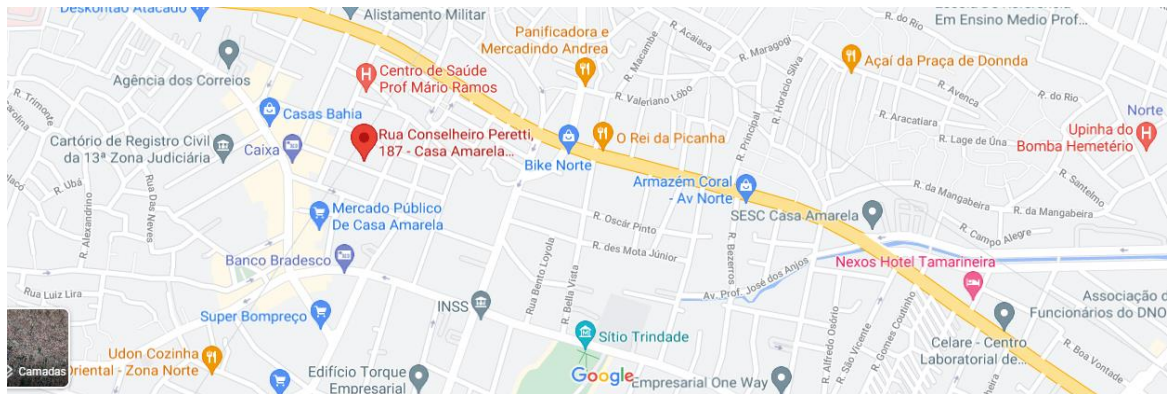 Deskontão Atacado
Alistamento Militar
R. do Rio
Em Ensino Medio Prof...
Panificadora e
Mercadindo Andrea
R. Acaiaca
R. Maragogi
R. Macambe
Agência dos Correios
Centro de Saúde
Prof Mário Ramos
R. Valeriano Lôbo
R. Horácio Silva
Açaí da Praça de Donnda
R. Avenca
R. do Rio
Norte
R. Trimonte
Casas Bahia
Cartório de Registro Civil
da 13ª Zona Judiciária
Caixa
Rua Conselheiro Peretti,
187 - Casa Amarela...
Bike Norte
O Rei da Picanha
R. Principal
R. Aracatiara
R. Lage de Úna
Upinha do
Bomba Hemetério
R. Ubá
Rua Das Neves
R. Alexandrino
Mercado Público
De Casa Amarela
Armazém Coral
- Av Norte
R. da Mangabeira
R. da Mangabeira
R. Santelmo
SESC Casa Amarela
R. Campo Alegre
R. Oscár Pinto
R. des Mota Júnior
R. Bezerros
Banco Bradesco
Rua Bento Loyola
R. Bela Vista
Av. Prof. José dos Anjos
Nexos Hotel Tamarineira
Rua Luiz Lira
INSS
Associação d
Funcionários do DNO
Super Bompreço
Sítio Trindade
R. Alfredo Osório
R. São Vicente
R. Gomes Coutinho
Celare - Centro
Laboratorial de...
R. Boa Vontade
Udon Cozinha
Oriental - Zona Norte
Camadas
Edifício Torque
Empresarial
Google
Empresarial One Way